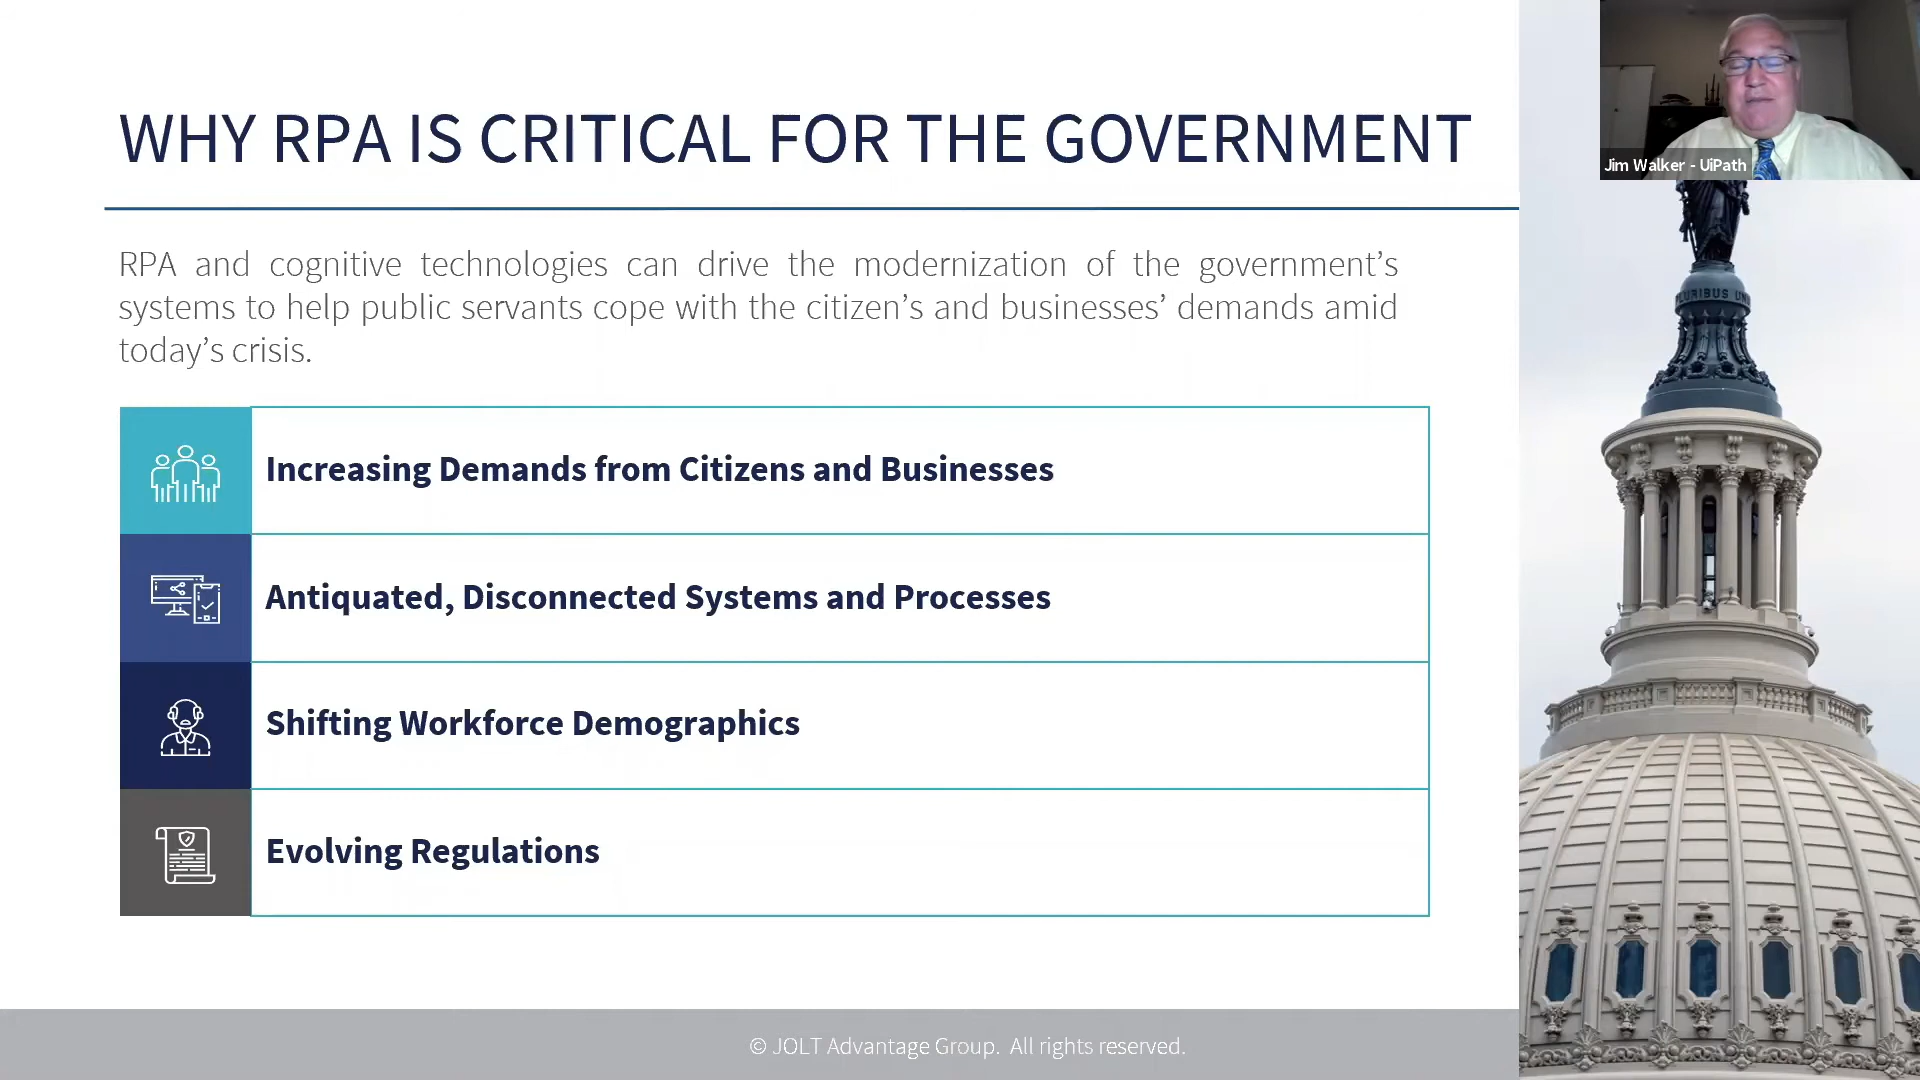 WHY RPA IS CRITICAL FOR THE GOVERNMENT
Jim Walker - UiPath
RPA and cognitive technologies can drive the modernization of the government’s
systems to help public servants cope with the citizen’s and businesses’ demands amid
today’s crisis.
Increasing Demands from Citizens and Businesses
Antiquated, Disconnected Systems and Processes
Shifting Workforce Demographics
Evolving Regulations
© JOLT Advantage Group. All rights reserved.